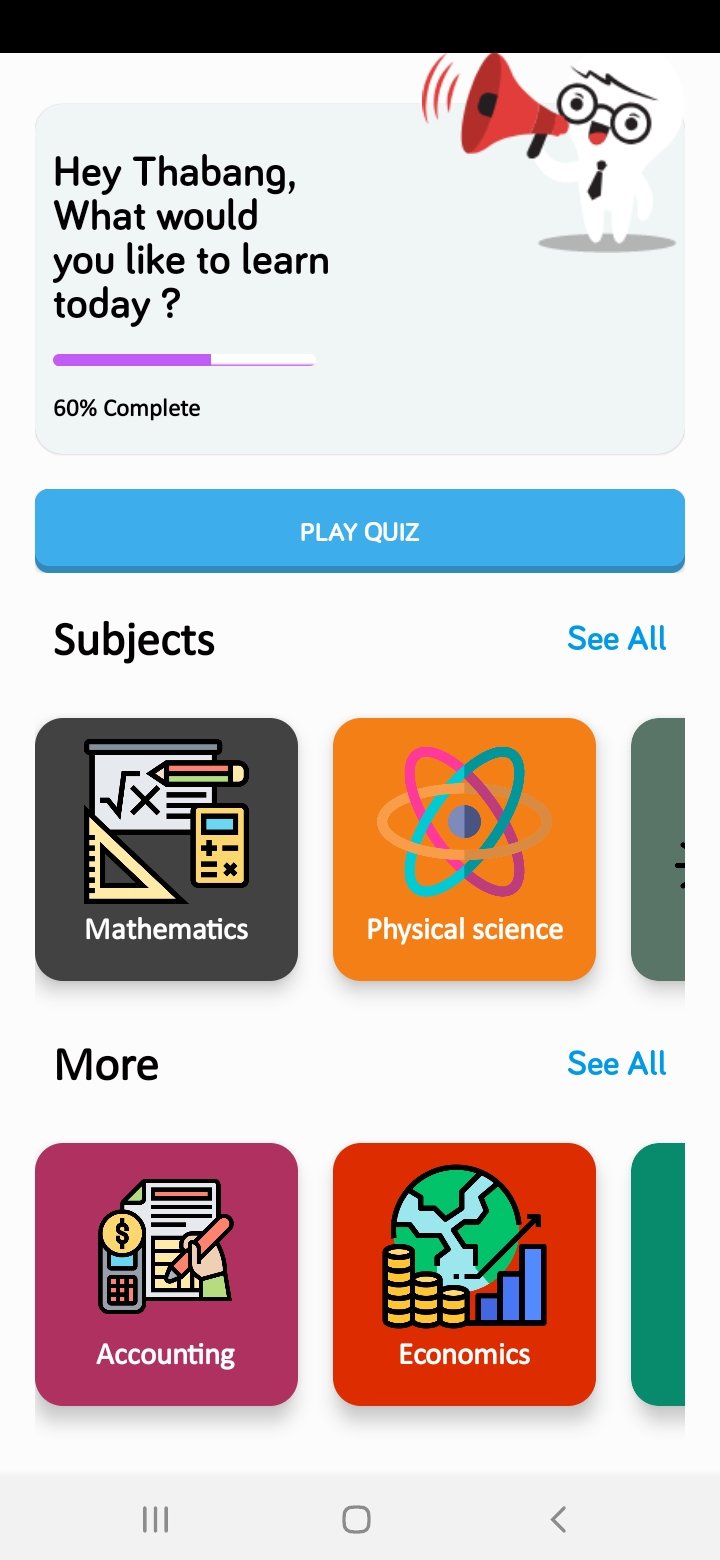 Hey Thabang,
What would
you like to learn
today ?
60% Complete
PLAY QUIZ
Subjects
See All
√X
Mathematics
Physical science
More
See All
$
Accounting
Economics